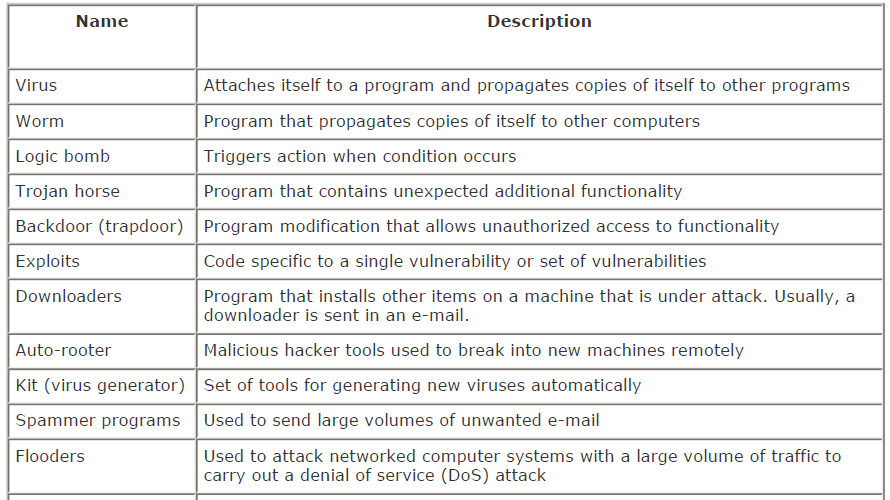 Name Description
Virus Attaches itself to a program and propagates copies of itself to other programs
Worm Program that propagates copies of itself to other computers
Logic bomb Triggers action when condition occurs
Trojan horse Program that contains unexpected additional functionality
Backdoor (trapdoor) Program modification that allows unauthorized access to functionality
Exploits Code specific to a single vulnerability or set of vulnerabilities
Downloaders Program that installs other items on a machine that is under attack. Usually, a
downloader is sent in an e-mail.
Auto-rooter Malicious hacker tools used to break into new machines remotely
Kit (virus generator) Set of tools for generating new viruses automatically
Spammer programs Used to send large volumes of unwanted e-mail
Flooders Used to attack networked computer systems with a large volume of traffic to
carry out a denial of service (DoS) attack